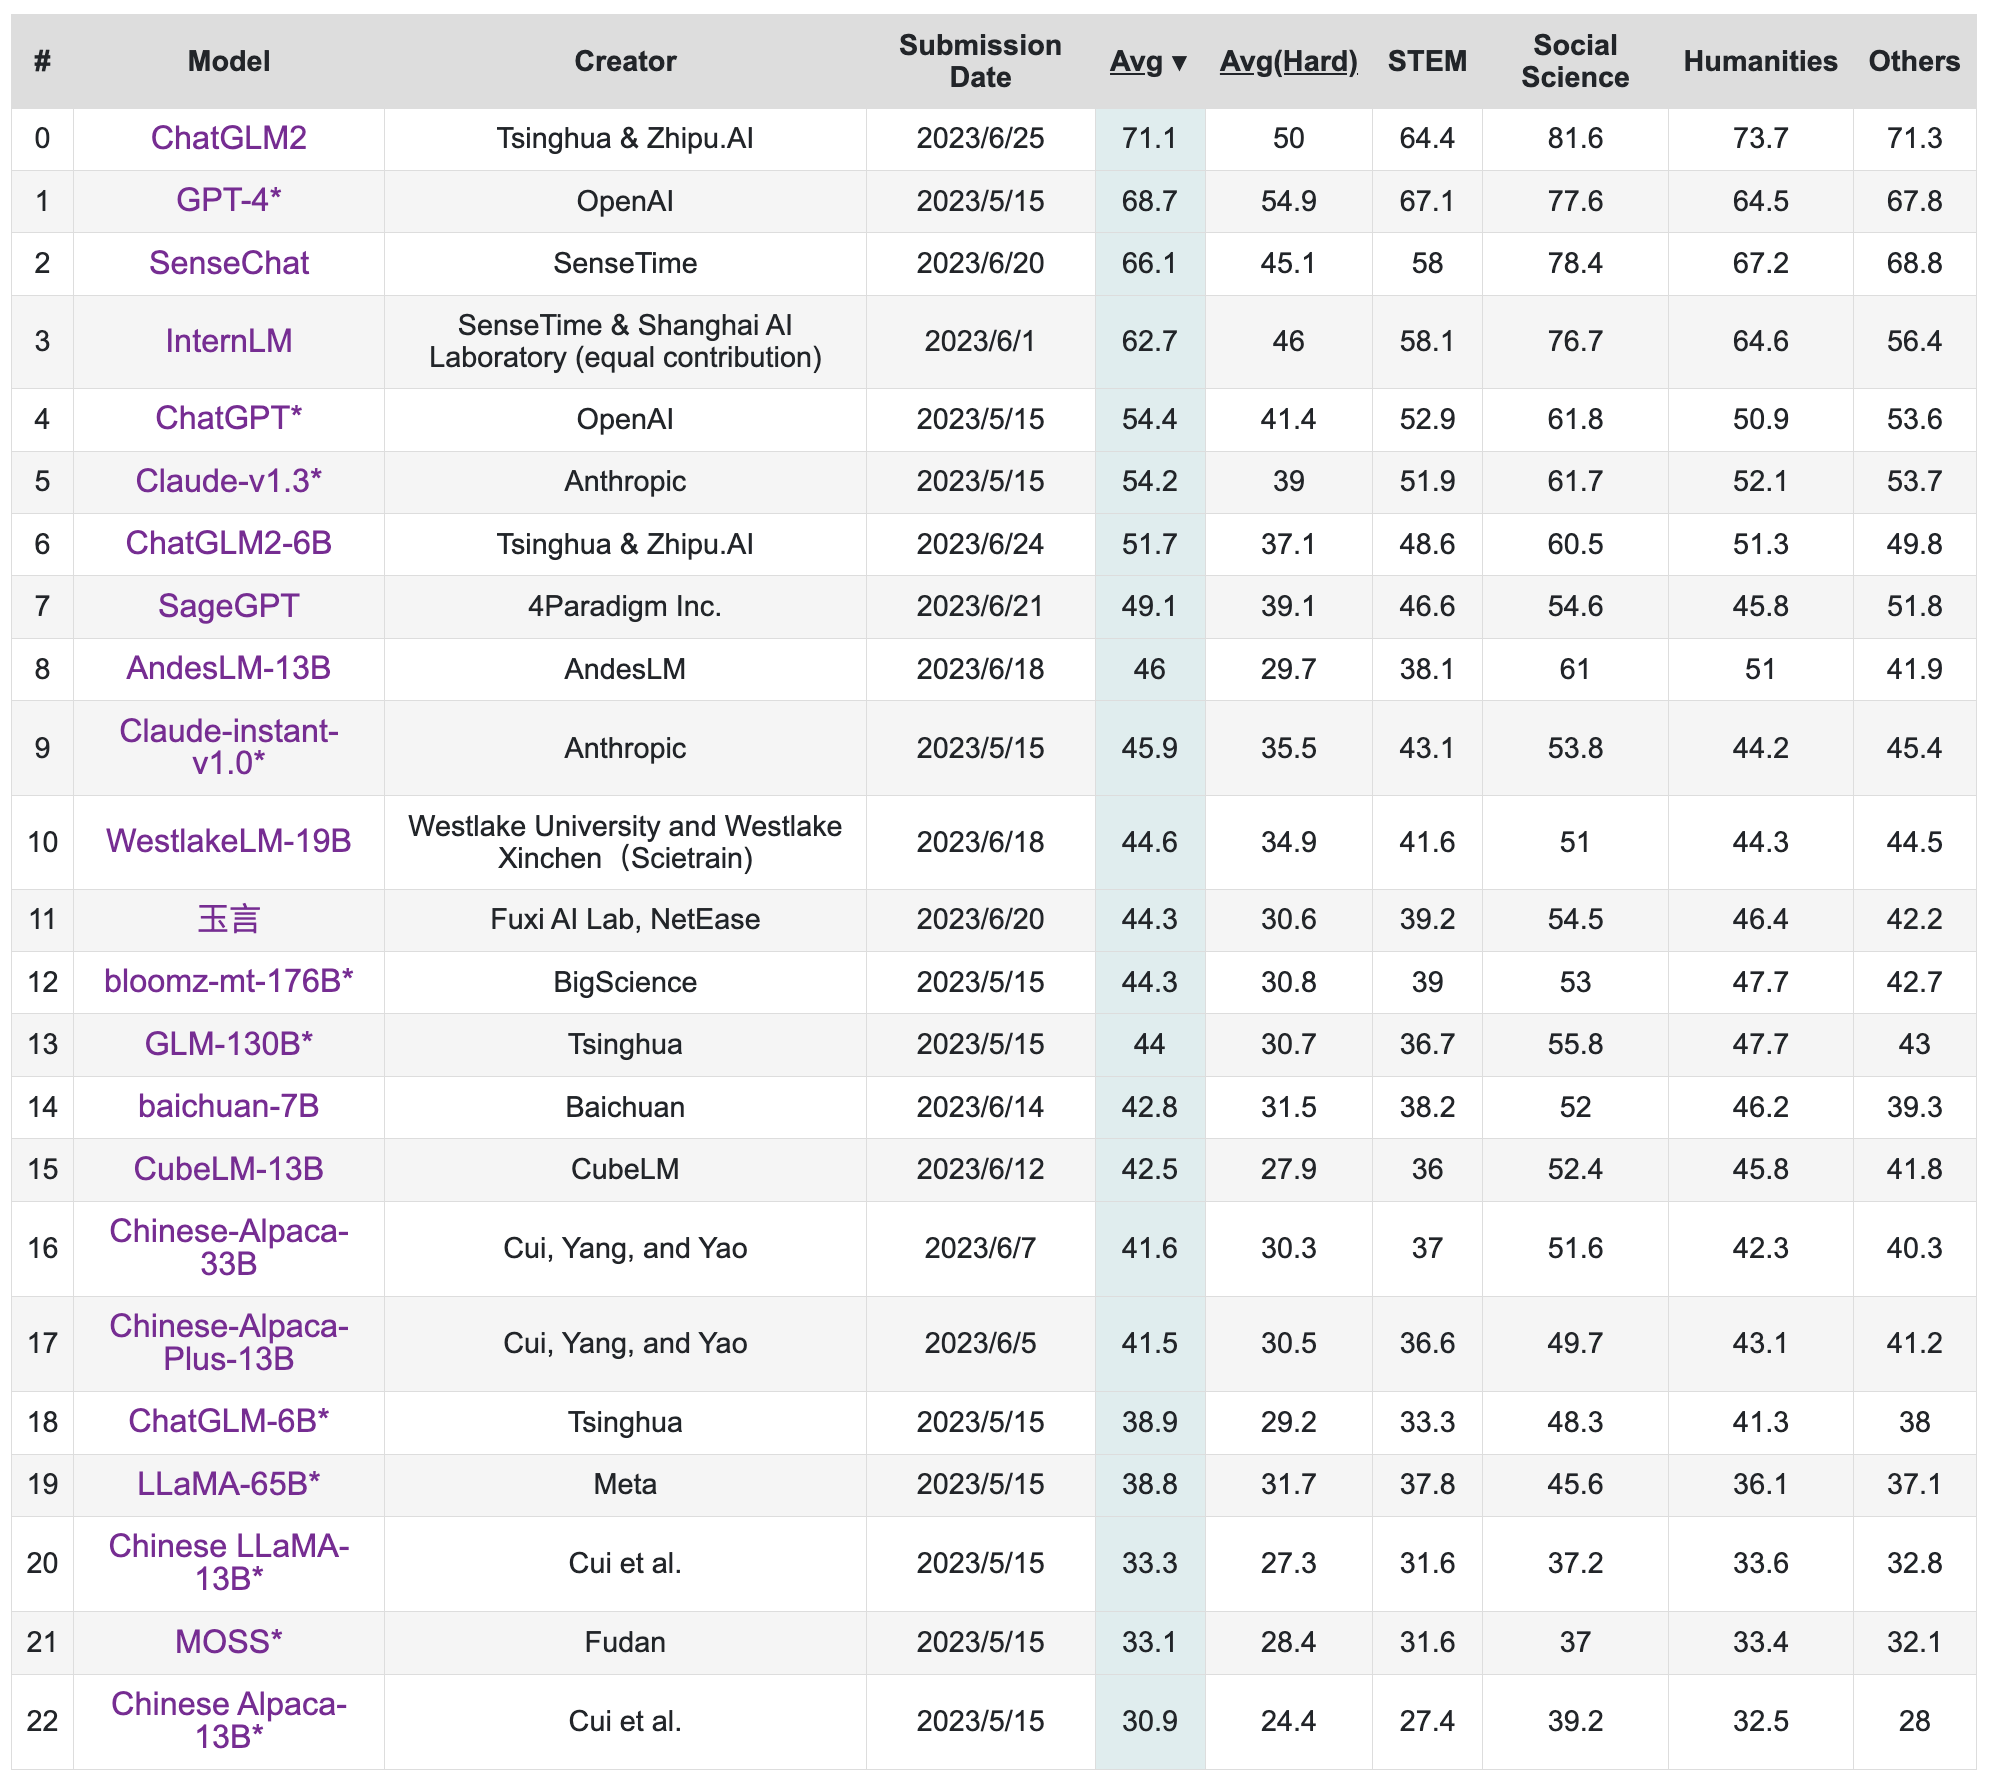 # Model Creator Submission Date Avg ▼ Avg(Hard) STEM Social Science Humanities Others
0 ChatGLM2 Tsinghua & Zhipu.AI 2023/6/25 71.1 50 64.4 81.6 73.7 71.3
1 GPT-4* OpenAI 2023/5/15 68.7 54.9 67.1 77.6 64.5 67.8
2 SenseChat SenseTime 2023/6/20 66.1 45.1 58 78.4 67.2 68.8
3 InternLM SenseTime & Shanghai AI Laboratory (equal contribution) 2023/6/1 62.7 46 58.1 76.7 64.6 56.4
4 ChatGPT* OpenAI 2023/5/15 54.4 41.4 52.9 61.8 50.9 53.6
5 Claude-v1.3* Anthropic 2023/5/15 54.2 39 51.9 61.7 52.1 53.7
6 ChatGLM2-6B Tsinghua & Zhipu.AI 2023/6/24 51.7 37.1 48.6 60.5 51.3 49.8
7 SageGPT 4Paradigm Inc. 2023/6/21 49.1 39.1 46.6 54.6 45.8 51.8
8 AndesLM-13B AndesLM 2023/6/18 46 29.7 38.1 61 51 41.9
9 Claude-instant-v1.0* Anthropic 2023/5/15 45.9 35.5 43.1 53.8 44.2 45.4
10 WestlakeLM-19B Westlake University and Westlake Xinchen（Scietrain) 2023/6/18 44.6 34.9 41.6 51 44.3 44.5
11 玉言 Fuxi AI Lab, NetEase 2023/6/20 44.3 30.6 39.2 54.5 46.4 42.2
12 bloomz-mt-176B* BigScience 2023/5/15 44.3 30.8 39 53 47.7 42.7
13 GLM-130B* Tsinghua 2023/5/15 44 30.7 36.7 55.8 47.7 43
14 baichuan-7B Baichuan 2023/6/14 42.8 31.5 38.2 52 46.2 39.3
15 CubeLM-13B CubeLM 2023/6/12 42.5 27.9 36 52.4 45.8 41.8
16 Chinese-Alpaca-33B Cui, Yang, and Yao 2023/6/7 41.6 30.3 37 51.6 42.3 40.3
17 Chinese-Alpaca-Plus-13B Cui, Yang, and Yao 2023/6/5 41.5 30.5 36.6 49.7 43.1 41.2
18 ChatGLM-6B* Tsinghua 2023/5/15 38.9 29.2 33.3 48.3 41.3 38
19 LLaMA-65B* Meta 2023/5/15 38.8 31.7 37.8 45.6 36.1 37.1
20 Chinese LLaMA-13B* Cui et al. 2023/5/15 33.3 27.3 31.6 37.2 33.6 32.8
21 MOSS* Fudan 2023/5/15 33.1 28.4 31.6 37 33.4 32.1
22 Chinese Alpaca-13B* Cui et al. 2023/5/15 30.9 24.4 27.4 39.2 32.5 28